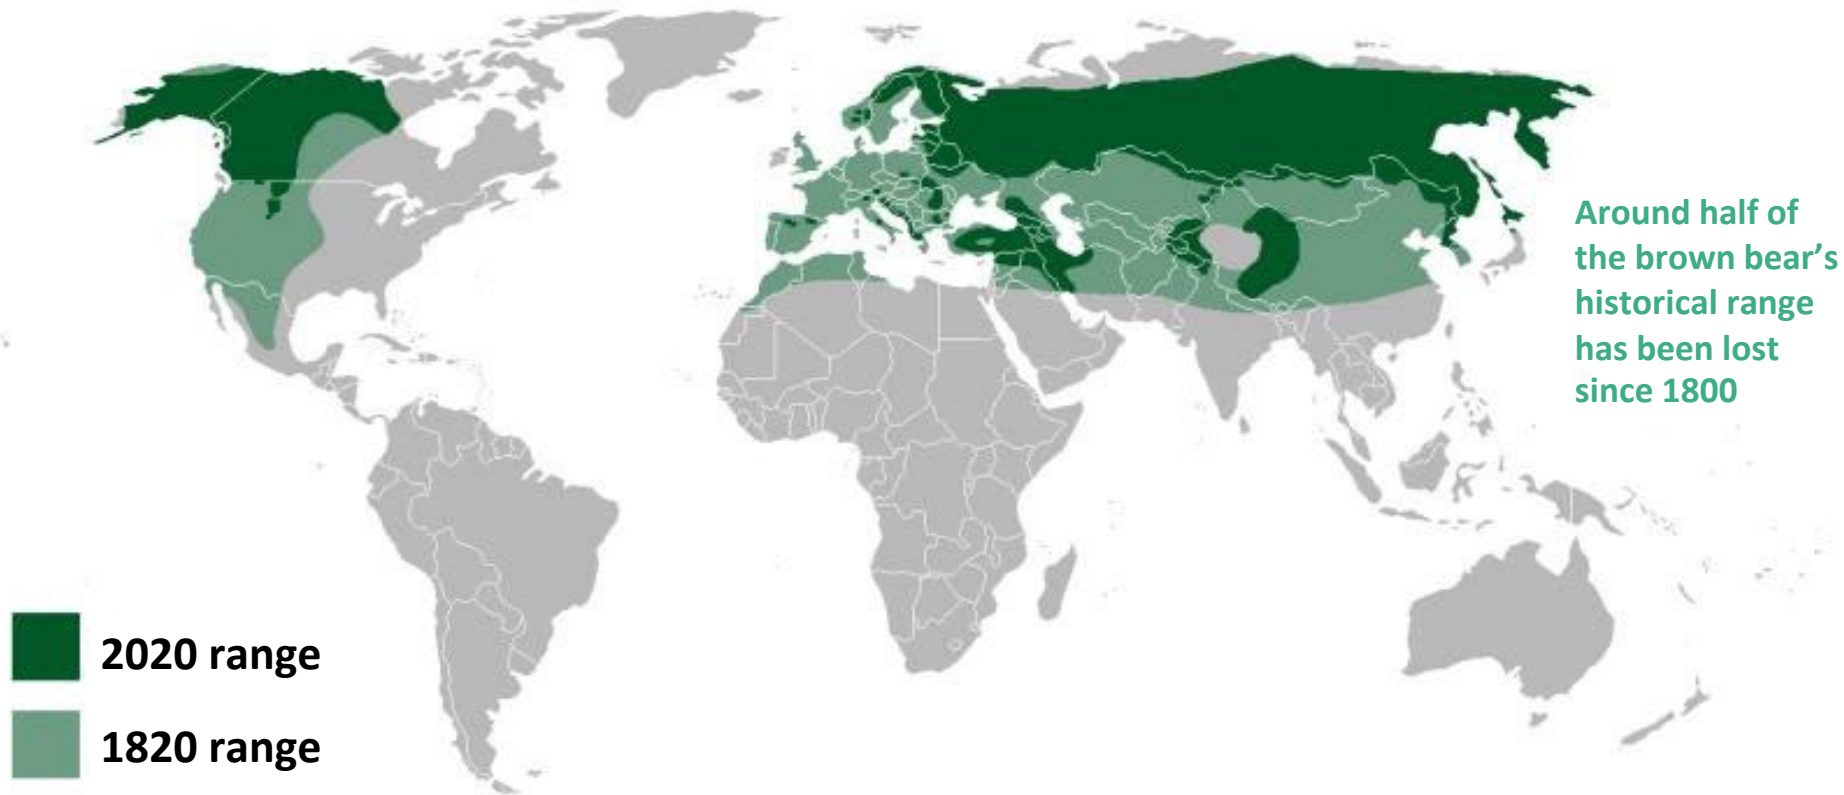 Around half of
the brown bear’s
historical range
has been lost
since 1800
2020 range
1820 range